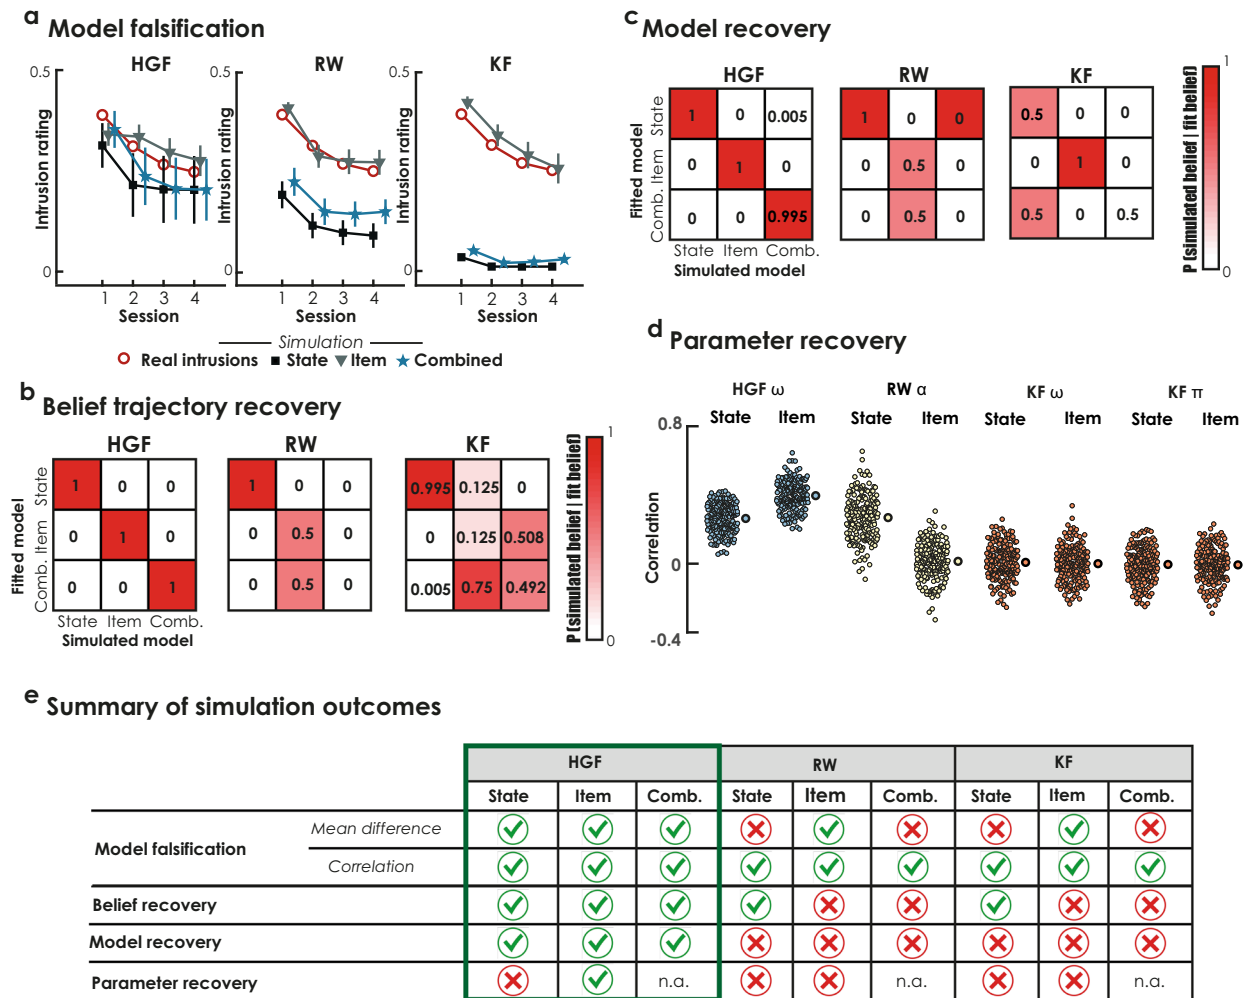 a Model falsification
HGF
RW
KF
0.5
0.5
0.5
Intrusion rating
Intrusion rating
Intrusion rating
0
0
0
1 2 3 4
1 2 3 4
1 2 3 4
Session
Session
Session
Simulation
Real intrusions State Item Combined
b Belief trajectory recovery
HGF
RW
KF
Fitted model
State
Item
Comb.
1 0 0
0 1 0
0 0 1
1 0 0
0 0.5 0
0 0.5 0
0.995 0.125 0
0 0.125 0.508
0.005 0.75 0.492
State Item Comb.
Simulated model
1
P (simulated belief | fit belief)
0
c Model recovery
HGF
RW
KF
Fitted model
State
Item
Comb.
1 0 0.005
0 1 0
0 0 0.995
1 0 0
0 0.5 0
0 0.5 0
0.5 0 0
0 1 0
0.5 0 0.5
State Item Comb.
Simulated model
1
P (simulated belief | fit belief)
0
d Parameter recovery
HGF ω
RW α
KF ω
KF π
State Item
State Item
State Item
State Item
0.8
Correlation
0
-0.4
e Summary of simulation outcomes
HGF RW KF
State Item Comb. State Item Comb. State Item Comb.
Model falsification
Mean difference
Correlation
Belief recovery
Model recovery
Parameter recovery n.a. n.a. n.a.